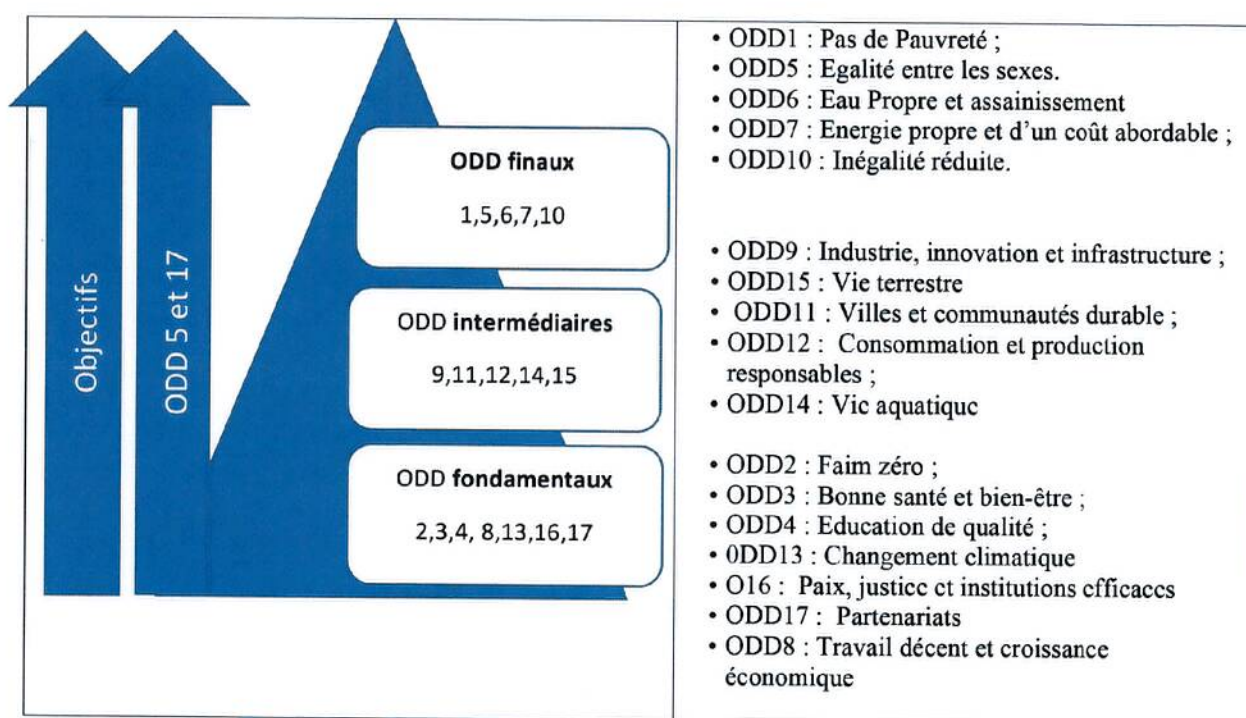 Objectifs
ODD 5 et 17
ODD finaux
1,5,6,7,10
ODD intermédiaires
9,11,12,14,15
ODD fondamentaux
2,3,4, 8,13,16,17
• ODD1 : Pas de Pauvreté ;
• ODD5 : Egalité entre les sexes.
• ODD6 : Eau Propre et assainissement
• ODD7 : Energie propre et d'un coût abordable ;
• ODD10 : Inégalité réduite.
• ODD9 : Industrie, innovation et infrastructure ;
• ODD15 : Vie terrestre
• ODD11 : Villes et communautés durable ;
• ODD12 : Consommation et production
responsables ;
• ODD14 : Vie aquatique
• ODD2 : Faim zéro ;
• ODD3 : Bonne santé et bien-être ;
• ODD4 : Education de qualité ;
• 0DD13 : Changement climatique
• O16 : Paix, justice et institutions efficaces
• ODD17 : Partenariats
• ODD8 : Travail décent et croissance
économique